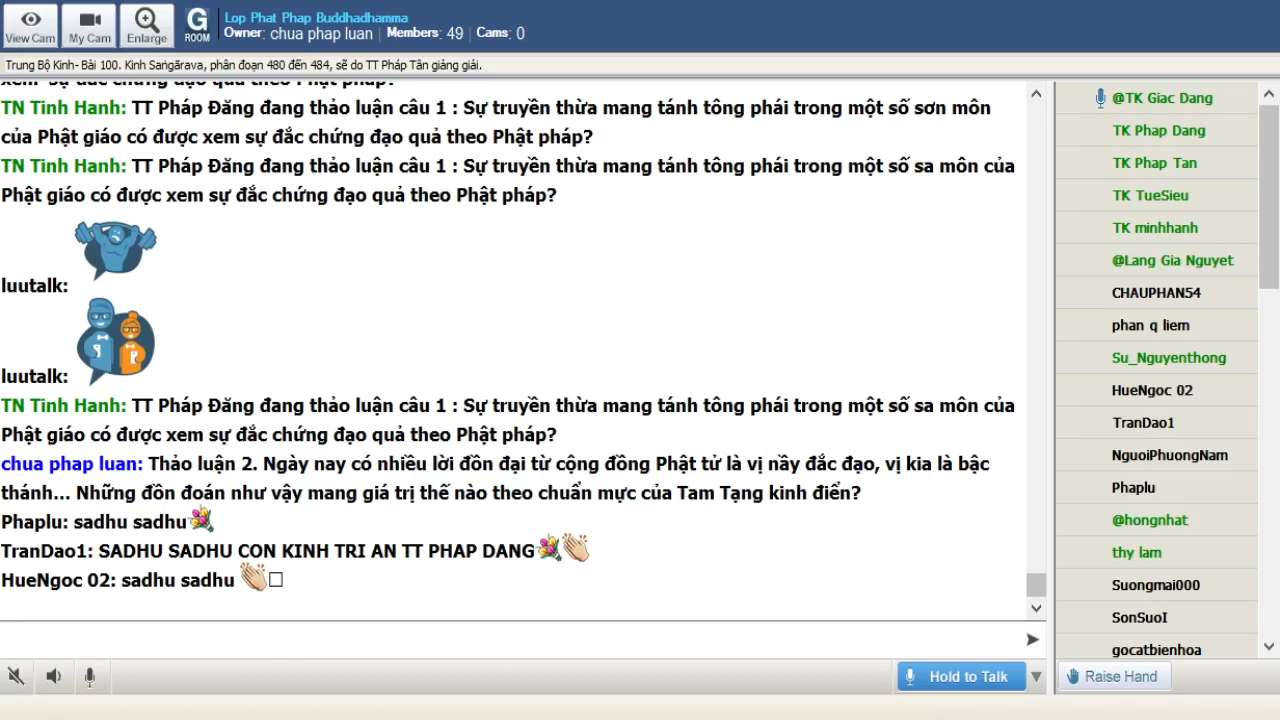 View Cam
My Cam
Enlarge
G
ROOM
Lop Phat Phap Buddhadhamma
Owner: chua phap luan | Members: 49 | Cams: 0
Trung Bộ Kinh- Bài 100. Kinh Saṅgārava, phân đoạn 480 đến 484, sẽ do TT Pháp Tân giảng giải.
TN Tinh Hanh: TT Pháp Đăng đang thảo luận câu 1 : Sự truyền thừa mang tánh tông phái trong một số sơn môn
của Phật giáo có được xem sự đắc chứng đạo quả theo Phật pháp?
TN Tinh Hanh: TT Pháp Đăng đang thảo luận câu 1 : Sự truyền thừa mang tánh tông phái trong một số sa môn của
Phật giáo có được xem sự đắc chứng đạo quả theo Phật pháp?
luutalk:
luutalk:
TN Tinh Hanh: TT Pháp Đăng đang thảo luận câu 1 : Sự truyền thừa mang tánh tông phái trong một số sa môn của
Phật giáo có được xem sự đắc chứng đạo quả theo Phật pháp?
chua phap luan: Thảo luận 2. Ngày nay có nhiều lời đồn đại từ cộng đồng Phật tử là vị nầy đắc đạo, vị kia là bậc
thánh... Những đồn đoán như vậy mang giá trị thế nào theo chuẩn mực của Tam Tạng kinh điển?
Phaplu: sadhu sadhu
TranDao1: SADHU SADHU CON KINH TRI AN TT PHAP DANG
HueNgoc 02: sadhu sadhu
@TK Giac Dang
TK Phap Dang
TK Phap Tan
TK TueSieu
TK minhhanh
@Lang Gia Nguyet
CHAUPHAN54
phan q liem
Su_Nguyenthong
HueNgoc 02
TranDao1
NguoiPhuongNam
Phaplu
@hongnhat
thy lam
Suongmai000
SonSuoI
gocatbienhoa
Hold to Talk
Raise Hand